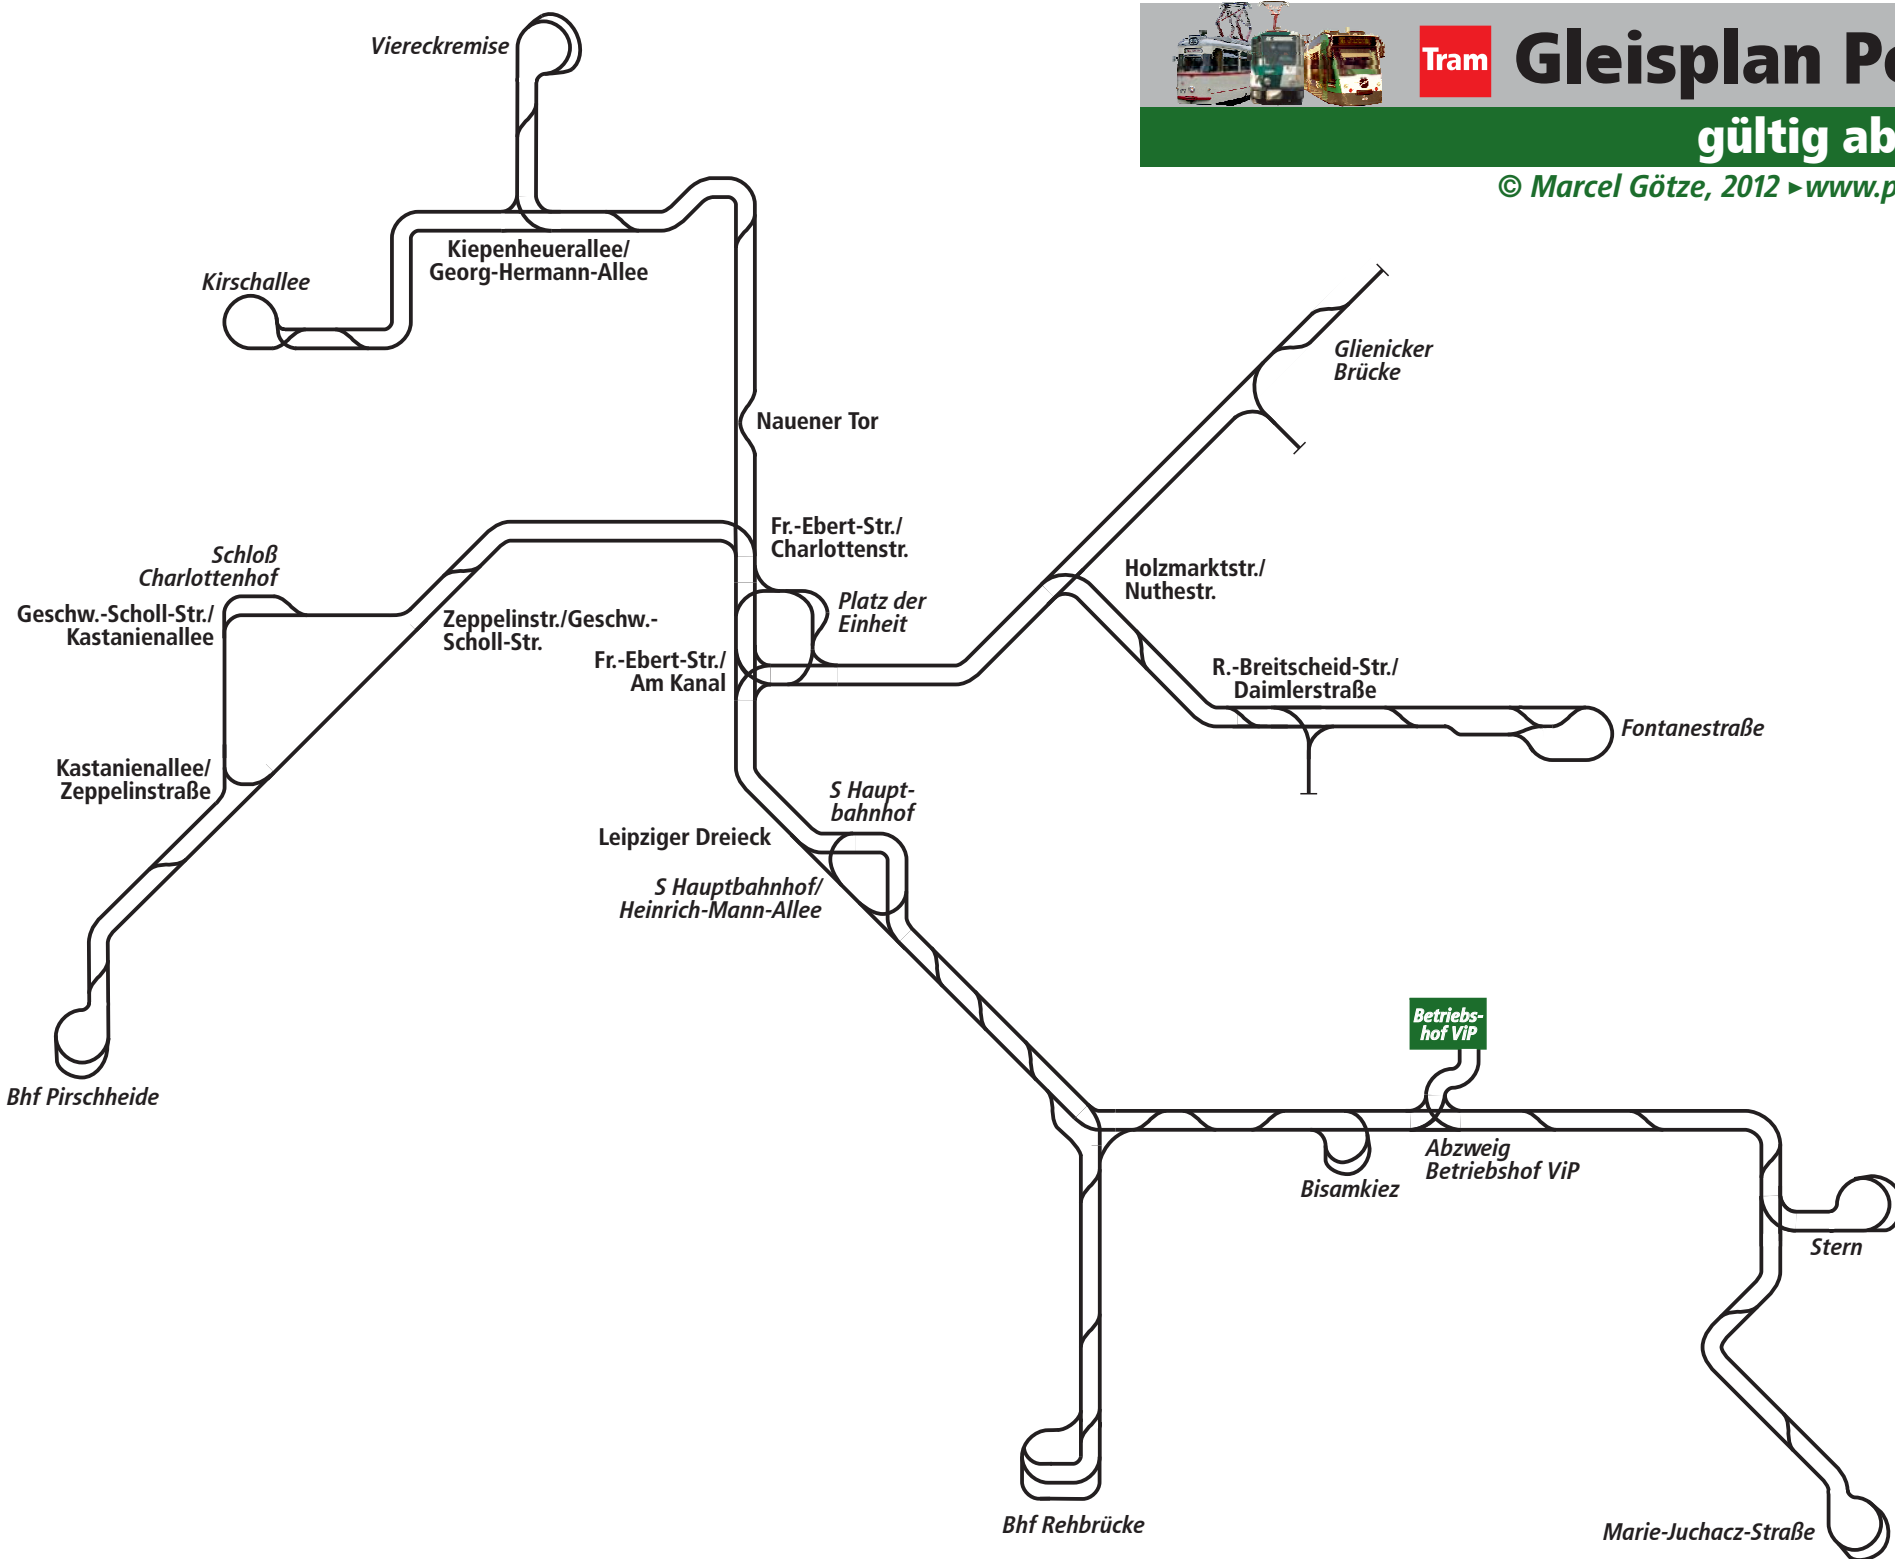 Viereckremise
Tram
Gleisplan
gültig ab
© Marcel Götze, 2012 ▸www.p
Kiepenheuerallee/
Georg-Hermann-Allee
Kirschallee
Glienicker
Brücke
Nauener Tor
Fr.-Ebert-Str./
Charlottenstr.
Schloß
Charlottenhof
Geschw.-Scholl-Str./
Kastanienallee
Zeppelinstr./Geschw.-
Scholl-Str.
Platz der
Einheit
Holzmarktstr./
Nuthestr.
Fr.-Ebert-Str./
Am Kanal
R.-Breitscheid-Str./
Daimlerstraße
Fontanestraße
Kastanienallee/
Zeppelinstraße
S Haupt-
bahnhof
Leipziger Dreieck
S Hauptbahnhof/
Heinrich-Mann-Allee
Betriebs-
hof ViP
Bhf Pirschheide
Abzweig
Betriebshof ViP
Bisamkiez
Stern
Bhf Rehbrücke
Marie-Juchacz-Straße